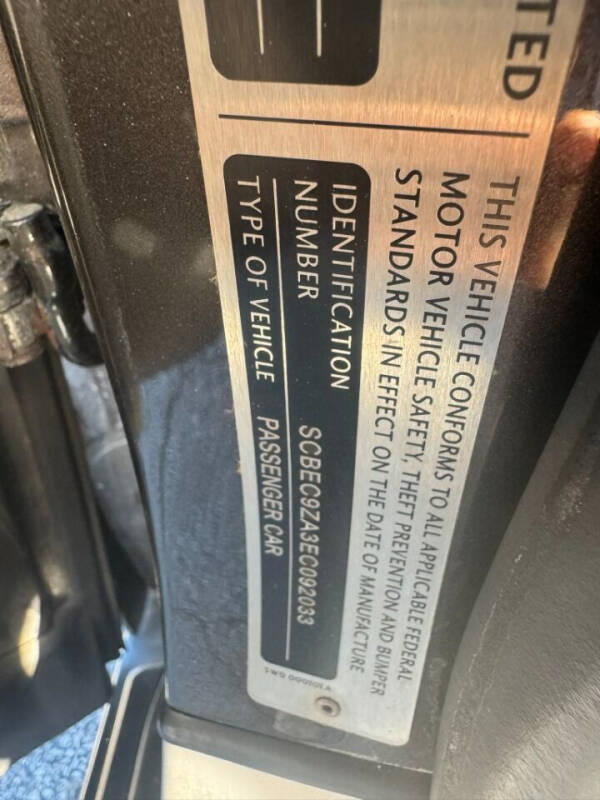 TED
THIS VEHICLE CONFORMS TO ALL APPLICABLE FEDERAL
MOTOR VEHICLE SAFETY, THEFT PREVENTION AND BUMPER
STANDARDS IN EFFECT ON THE DATE OF MANUFACTURE
IDENTIFICATION
NUMBER SCBEC9ZA3EC092033
TYPE OF VEHICLE PASSENGER CAR